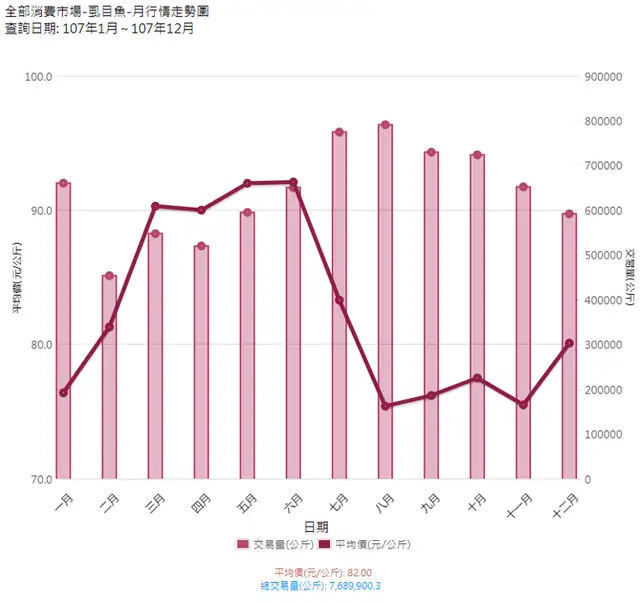 全部消費市場-虱目魚-月行情走勢圖
查詢日期: 107年1月~107年12月
100.0
90.0
80.0
70.0
平均價(元/公斤)
900000
800000
700000
600000
500000
400000
300000
200000
100000
0
交易量(公斤)
一月
二月
三月
四月
五月
六月
七月
八月
九月
十月
十一月
十二月
日期
交易量(公斤) 平均價(元/公斤)
平均價(元/公斤): 82.00
總交易量(公斤): 7,689,900.3